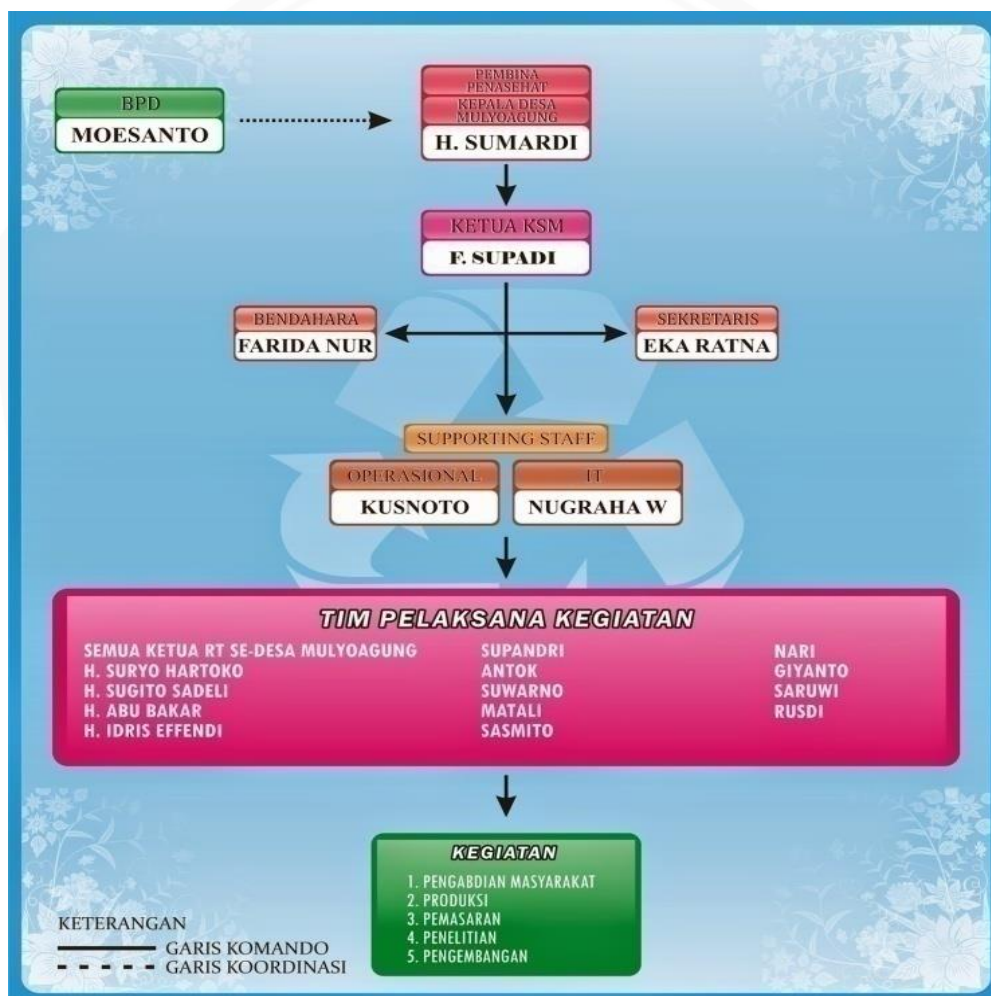 BPD
MOESANTO
PEMBINA
PENASEHAT
KEPALA DESA
MULYOAGUNG
H. SUMARDI
KETUA KSM
F. SUPADI
BENDAHARA
FARIDA NUR
SEKRETARIS
EKA RATNA
SUPPORTING STAFF
OPERASIONAL
KUSNOTO
IT
NUGRAHA W
TIM PELAKSANA KEGIATAN
SEMUA KETUA RT SE-DESA MULYOAGUNG
H. SURYO HARTOKO
H. SUGITO SADELI
H. ABU BAKAR
H. IDRIS EFFENDI
SUPANDRI
ANTOK
SUWARNO
MATALI
SASMITO
NARI
GIYANTO
SARUWI
RUSDI
KEGIATAN
1. PENGABDIAN MASYARAKAT
2. PRODUKSI
3. PEMASARAN
4. PENELITIAN
5. PENGEMBANGAN
KETERANGAN
GARIS KOMANDO
GARIS KOORDINASI